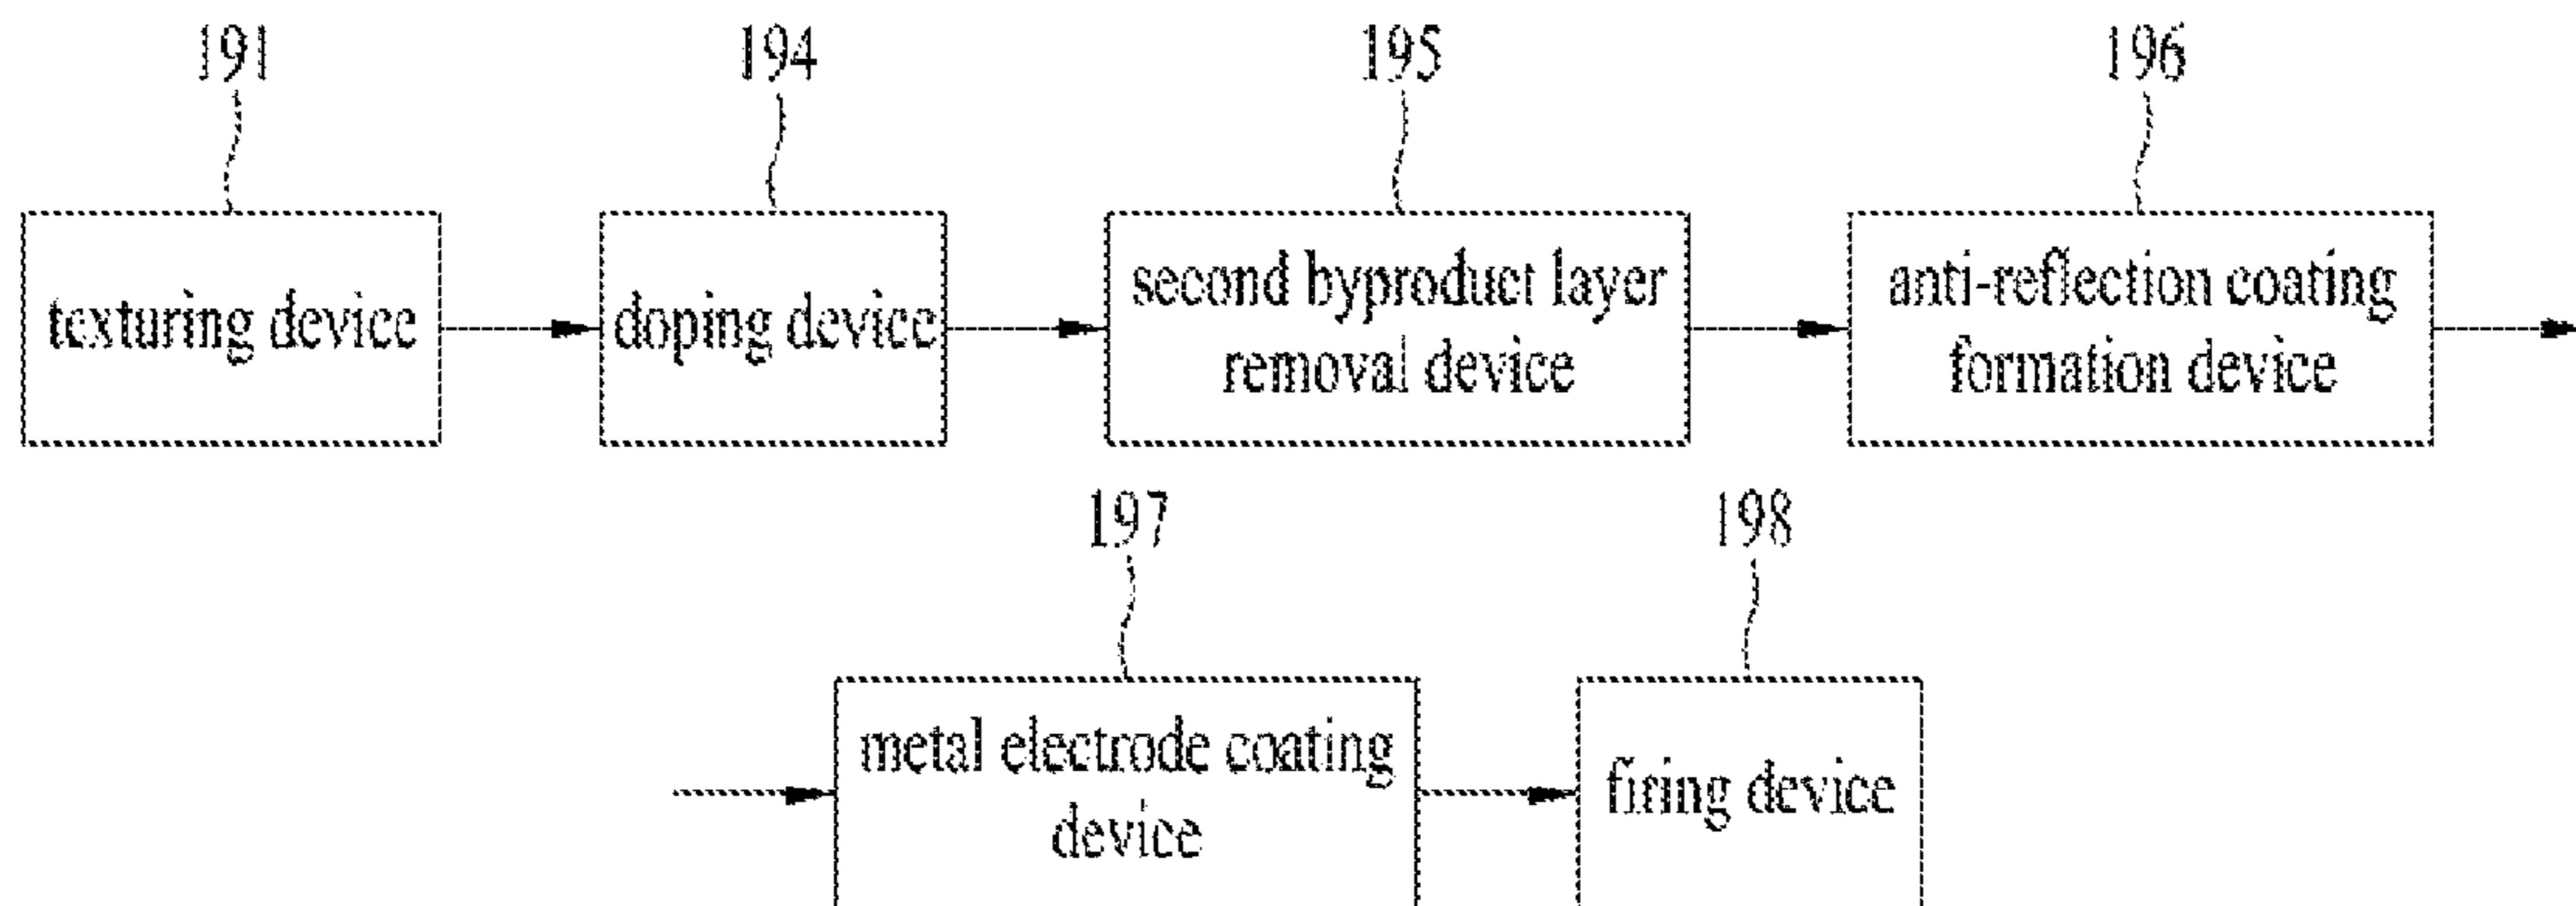 191
194
195
196
texturing device
doping device
second byproduct layer
removal device
anti-reflection coating
formation device
197
198
metal electrode coating
device
firing device